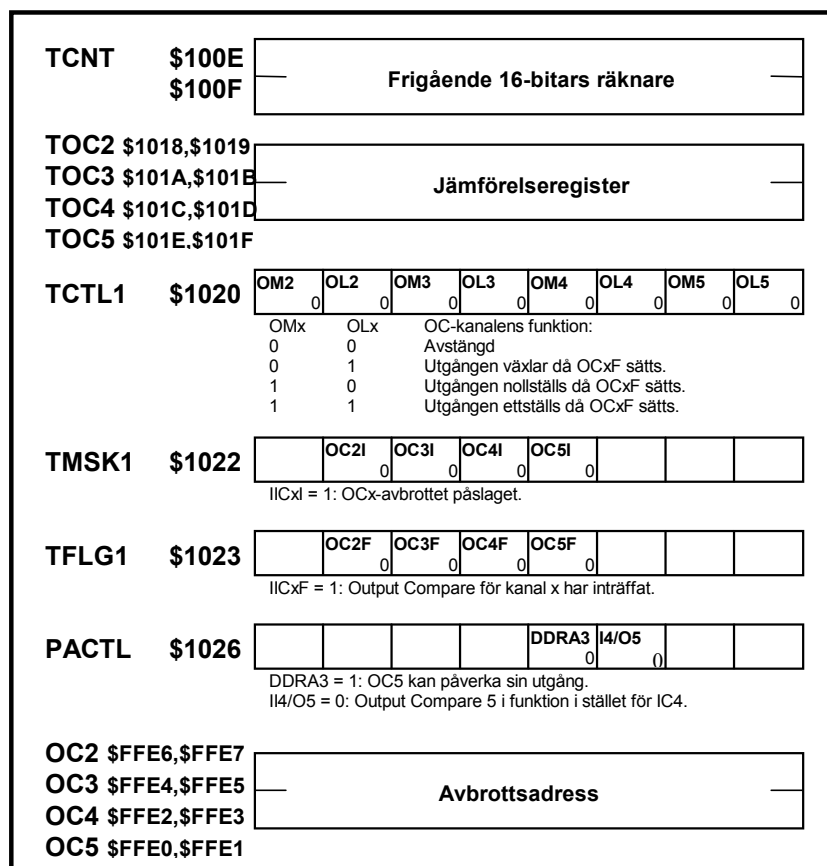 TCNT $100E
$100F
Frigående 16-bitars räknare
TOC2 $1018,$1019
TOC3 $101A,$101B
TOC4 $101C,$101D
TOC5 $101E,$101F
Jämförelseregister
TCTL1 $1020
OM2 0 OL2 0 OM3 0 OL3 0 OM4 0 OL4 0 OM5 0 OL5 0
OMx OLx OC-kanalens funktion:
0 0 Avstängd
0 1 Utgången växlar då OCxF sätts.
1 0 Utgången nollställs då OCxF sätts.
1 1 Utgången ettställs då OCxF sätts.
TMSK1 $1022
OC2I 0 OC3I 0 OC4I 0 OC5I 0
IICxI = 1: OCx-avbrottet påslaget.
TFLG1 $1023
OC2F 0 OC3F 0 OC4F 0 OC5F 0
IICxF = 1: Output Compare för kanal x har inträffat.
PACTL $1026
DDRA3 0 I4/O5 ()
DDRA3 = 1: OC5 kan påverka sin utgång.
II4/O5 = 0: Output Compare 5 i funktion i stället för IC4.
OC2 $FFE6,$FFE7
OC3 $FFE4,$FFE5
OC4 $FFE2,$FFE3
OC5 $FFE0,$FFE1
Avbrottsadress